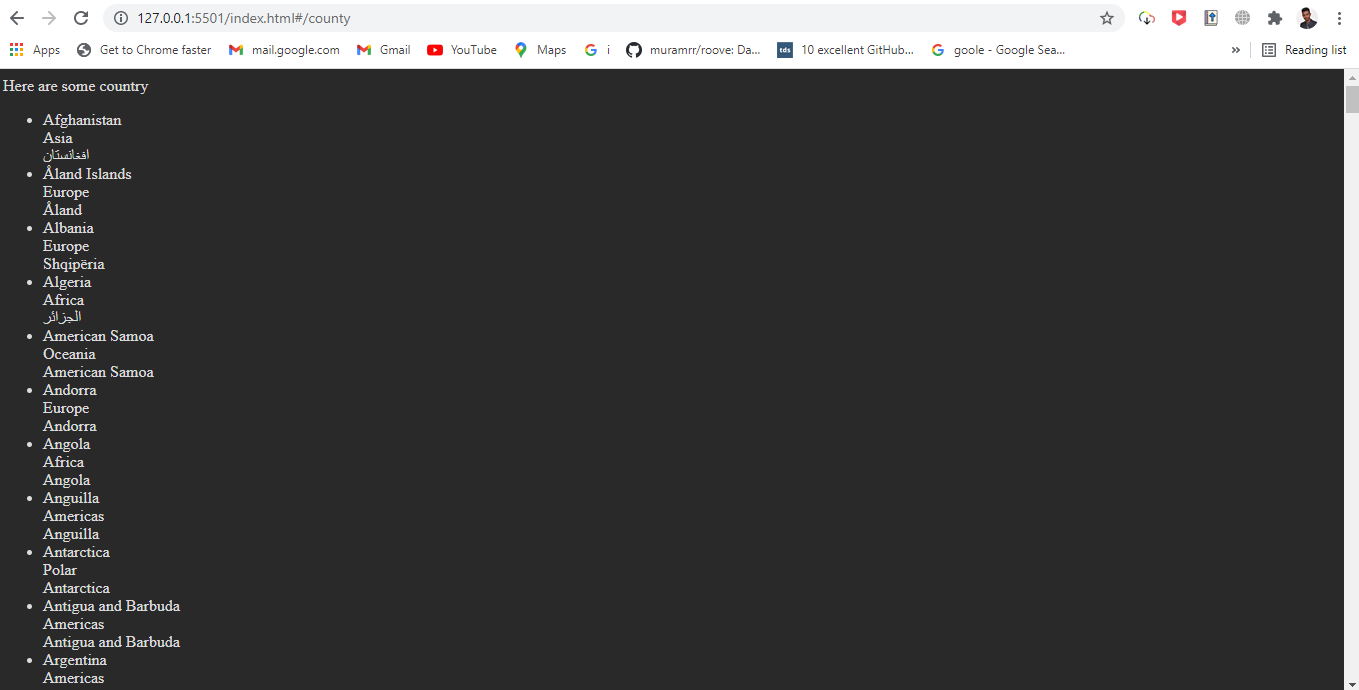 127.0.0.1:5501/index.html#/county
Apps Get to Chrome faster mail.google.com Gmail YouTube Maps i muramrr/roove: Da... tds 10 excellent GitHub... goole - Google Sea... » Reading list
Here are some country
• Afghanistan
Asia
افغانستان
• Åland Islands
Europe
Åland
• Albania
Europe
Shqipëria
• Algeria
Africa
الجزائر
• American Samoa
Oceania
American Samoa
• Andorra
Europe
Andorra
• Angola
Africa
Angola
• Anguilla
Americas
Anguilla
• Antarctica
Polar
Antarctica
• Antigua and Barbuda
Americas
Antigua and Barbuda
• Argentina
Americas